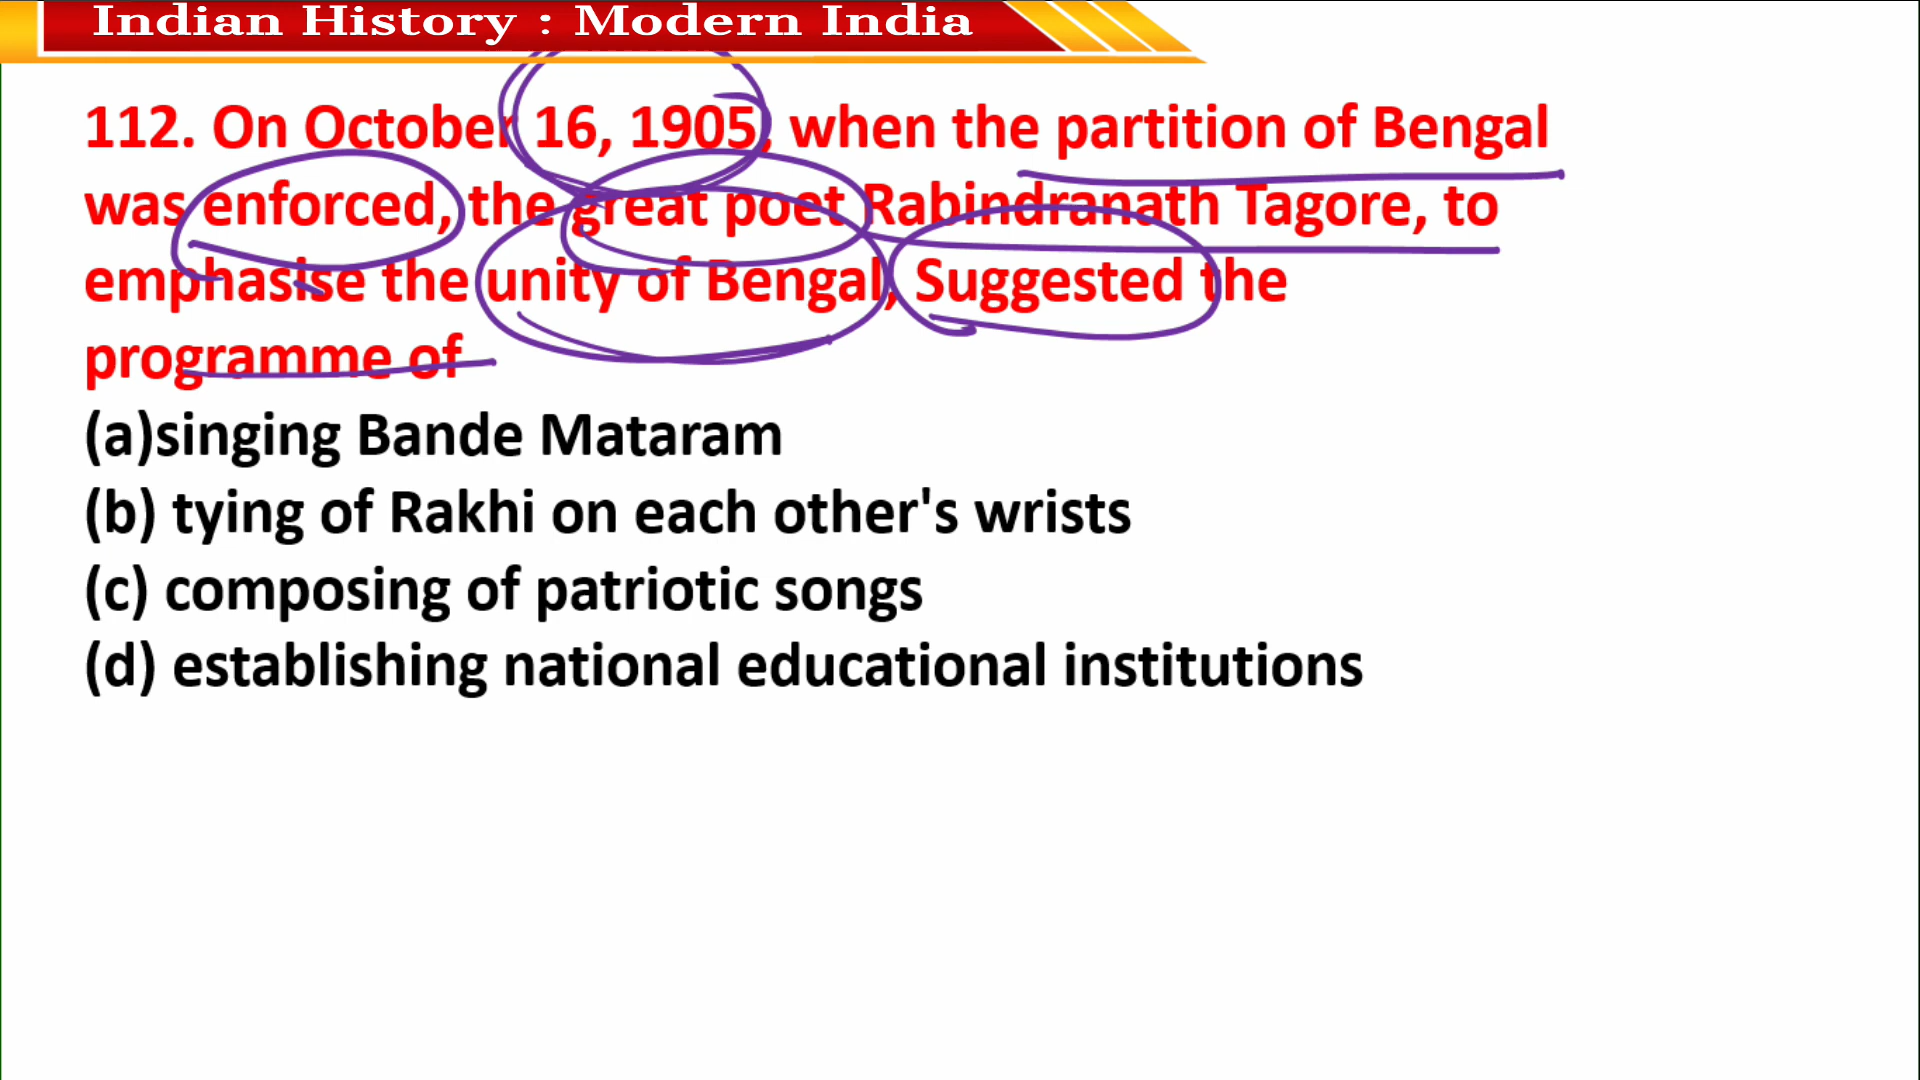 Indian History : Modern India
112. On October 16, 1905, when the partition of Bengal
was enforced, the great poet Rabindranath Tagore, to
emphasise the unity of Bengal, Suggested the
programme of
(a)singing Bande Mataram
(b) tying of Rakhi on each other's wrists
(c) composing of patriotic songs
(d) establishing national educational institutions